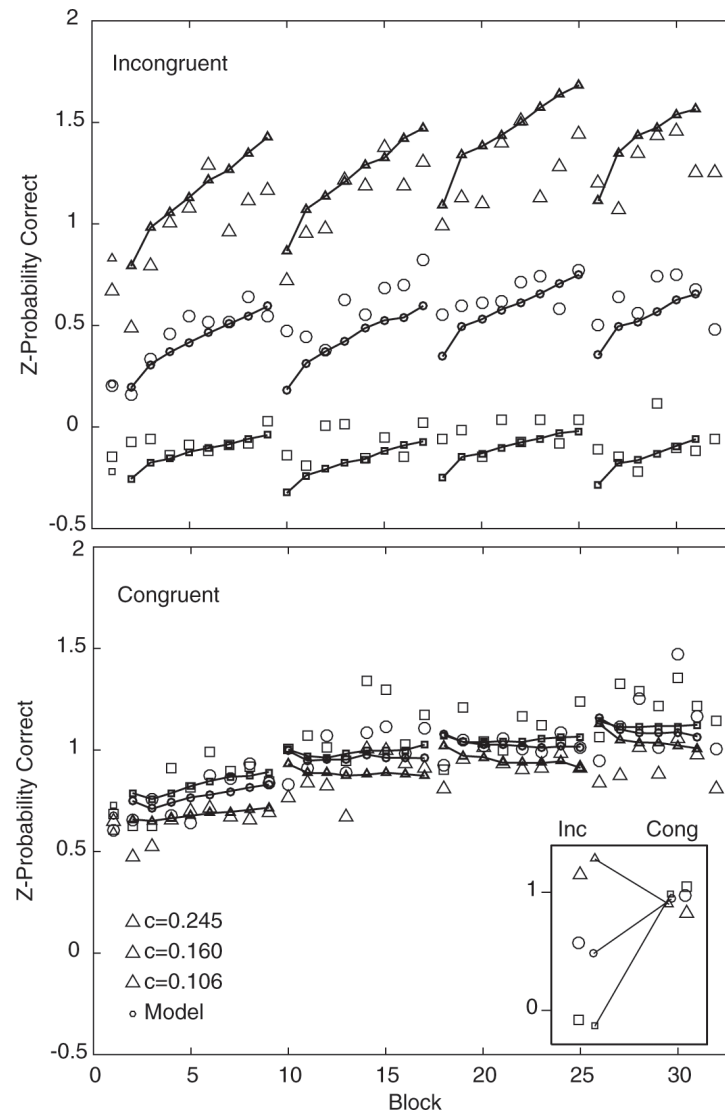 2
Incongruent
1.5
1
0.5
0
-0.5
Z-Probability Correct
2
Congruent
1.5
1
0.5
0
-0.5
Z-Probability Correct
△ c=0.245
△ c=0.160
△ c=0.106
Model
Inc Cong
1
0
0 5 10 15 20 25 30
Block